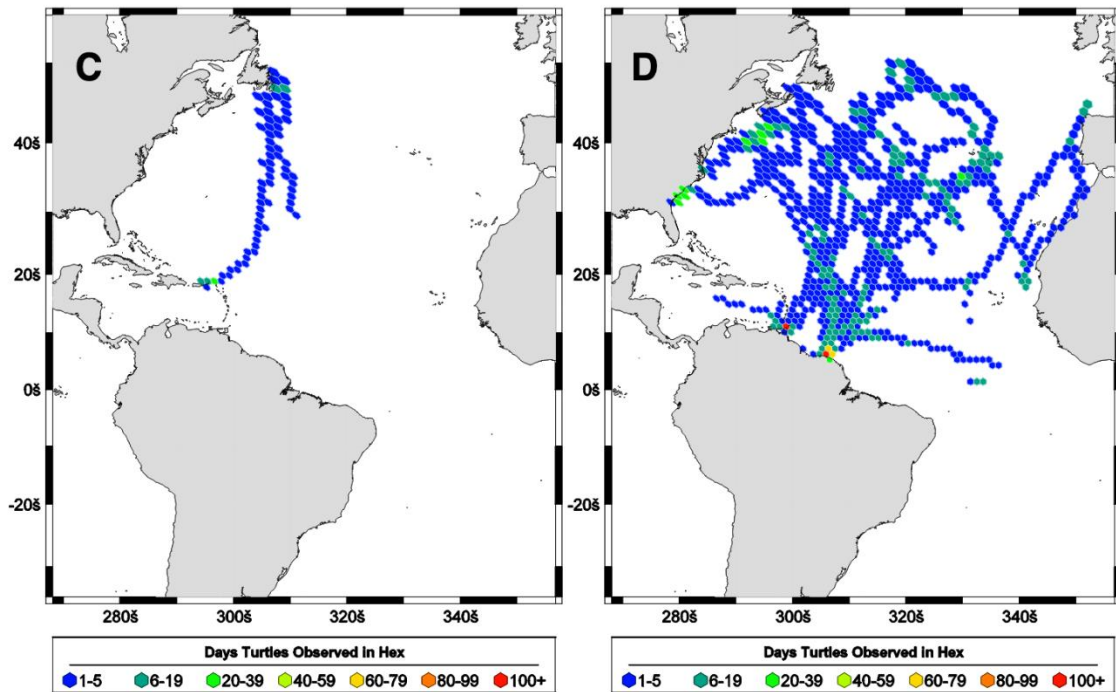 C
40š
20š
0š
-20š
280š 300š 320š 340š
Days Turtles Observed in Hex
1-5 6-19 20-39 40-59 60-79 80-99 100+
D
40š
20š
0š
-20š
280š 300š 320š 340š
Days Turtles Observed in Hex
1-5 6-19 20-39 40-59 60-79 80-99 100+